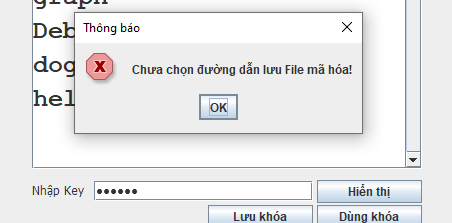 Thông báo
Deb
dog
hel
Chưa chọn đường dẫn lưu File mã hóa!
OK
Nhập Key ••••••
Hiển thị
Lưu khóa
Dùng khóa